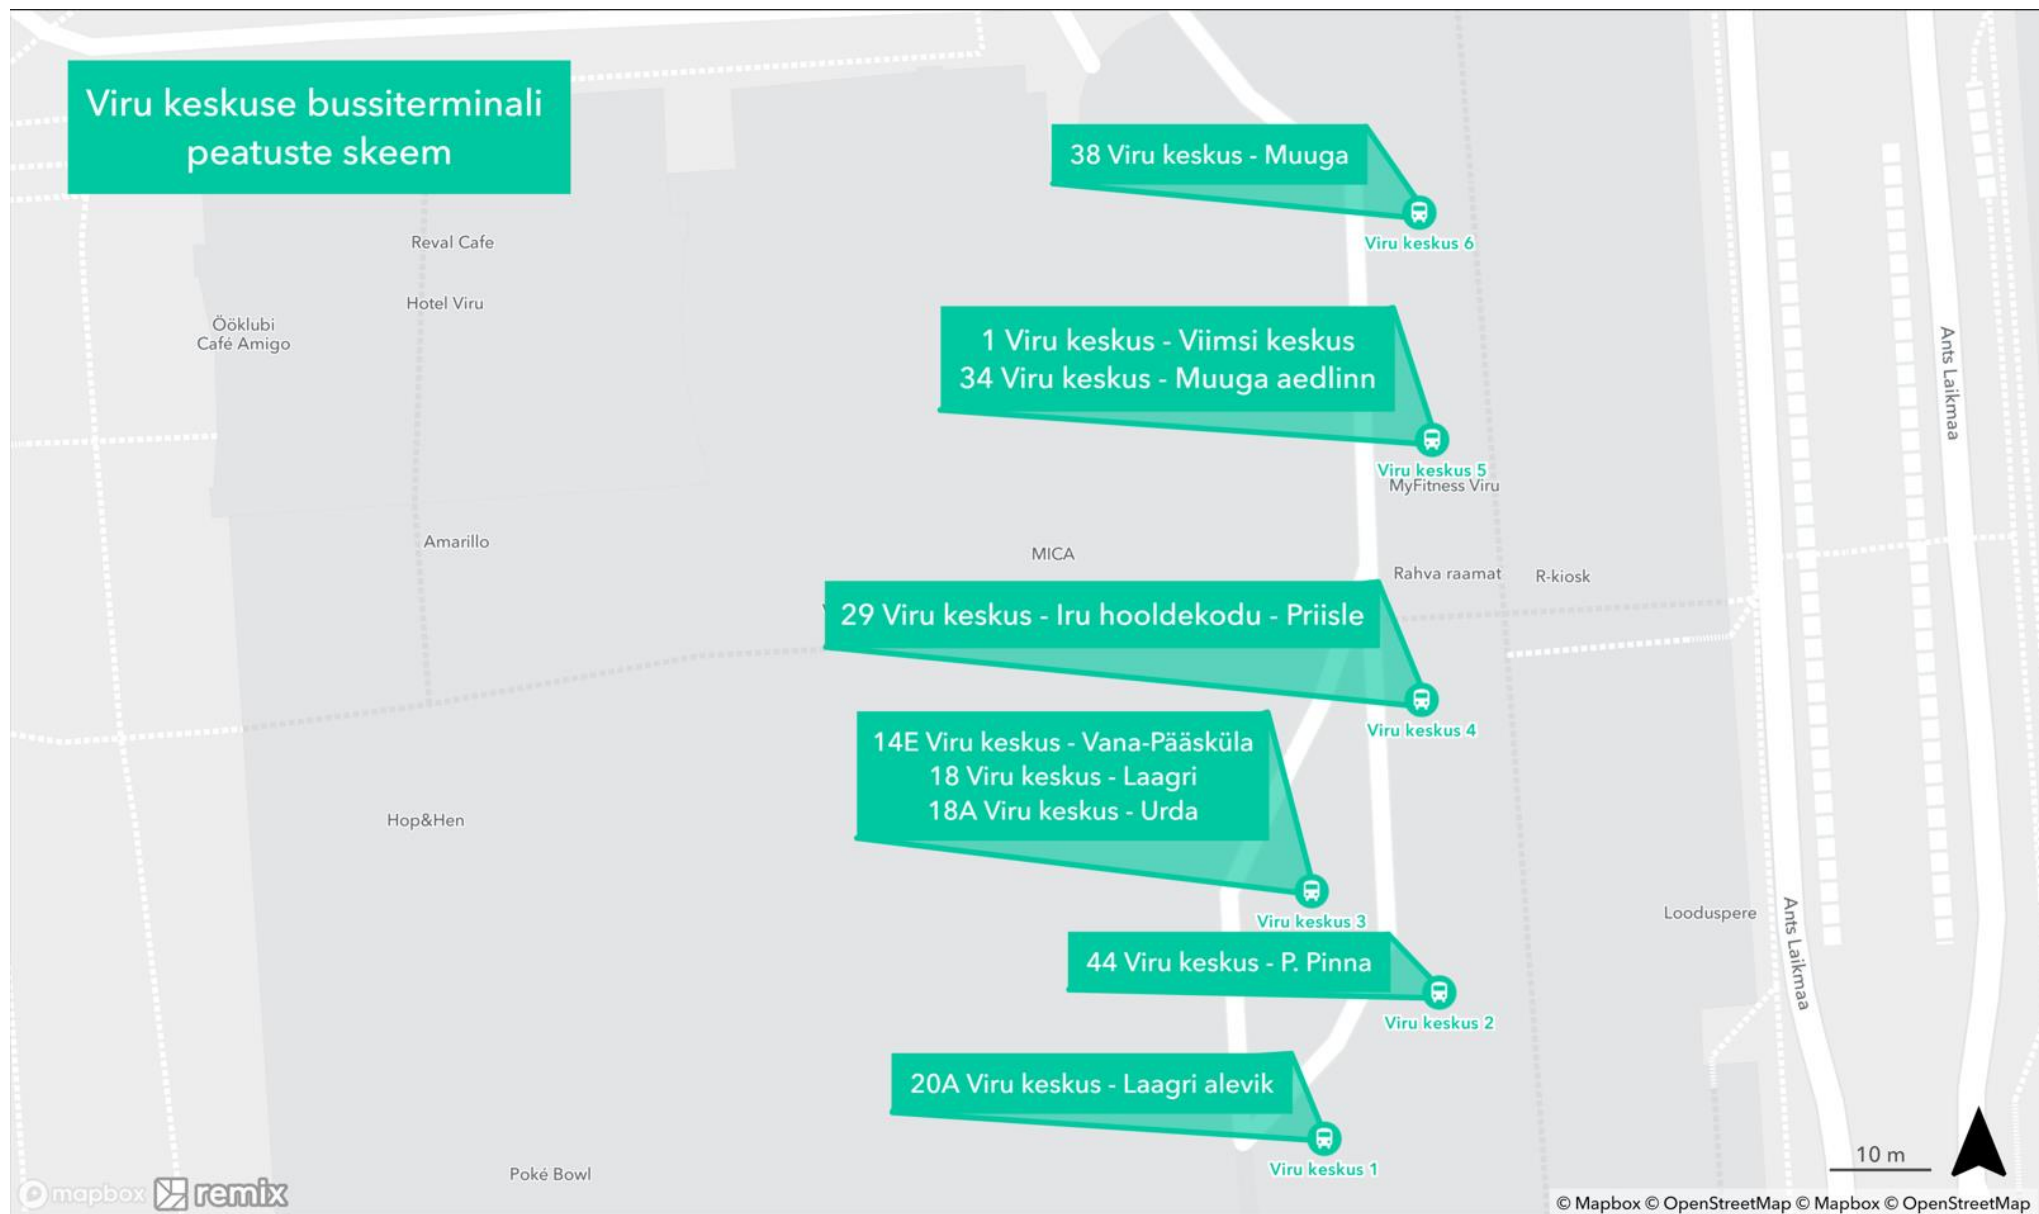 Viru keskuse bussiterminali
peatuste skeem
38 Viru keskus - Muuga
Viru keskus 6
Reval Cafe
Hotel Viru
Ööklubi
Café Amigo
1 Viru keskus - Viimsi keskus
34 Viru keskus - Muuga aedlinn
Viru keskus 5
MyFitness Viru
Ants Laikmaa
Amarillo
MICA
Rahva raamat
R-kiosk
29 Viru keskus - Iru hooldekodu - Priisle
Viru keskus 4
14E Viru keskus - Vana-Pääsküla
18 Viru keskus - Laagri
18A Viru keskus - Urda
Viru keskus 3
Hop&Hen
Looduspere
Ants Laikmaa
44 Viru keskus - P. Pinna
Viru keskus 2
20A Viru keskus - Laagri alevik
Viru keskus 1
Poké Bowl
10 m
mapbox remix
© Mapbox © OpenStreetMap © Mapbox © OpenStreetMap